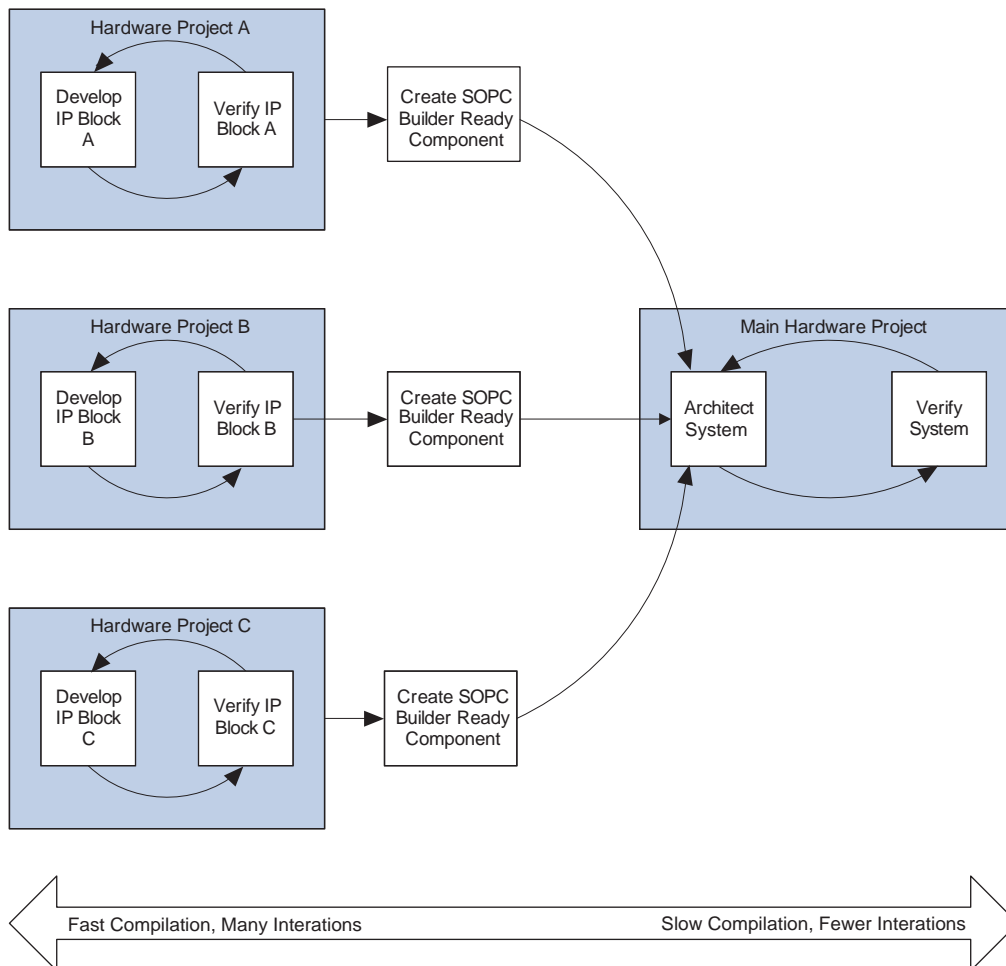 Hardware Project A
Develop
IP Block
A
Verify IP
Block A
Create SOPC
Builder Ready
Component
Hardware Project B
Develop
IP Block
B
Verify IP
Block B
Create SOPC
Builder Ready
Component
Main Hardware Project
Architect
System
Verify
System
Hardware Project C
Develop
IP Block
C
Verify IP
Block C
Create SOPC
Builder Ready
Component
Fast Compilation, Many Interations
Slow Compilation, Fewer Interations